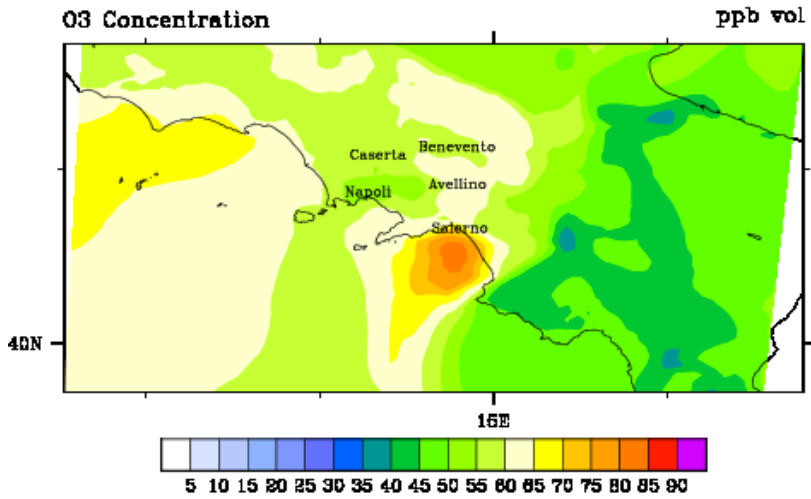 O3 Concentration ppb vol
Benevento
Caserta
Avellino
Napoli
Salerno
40N
15E
5 10 15 20 25 30 35 40 45 50 55 60 65 70 75 80 85 90